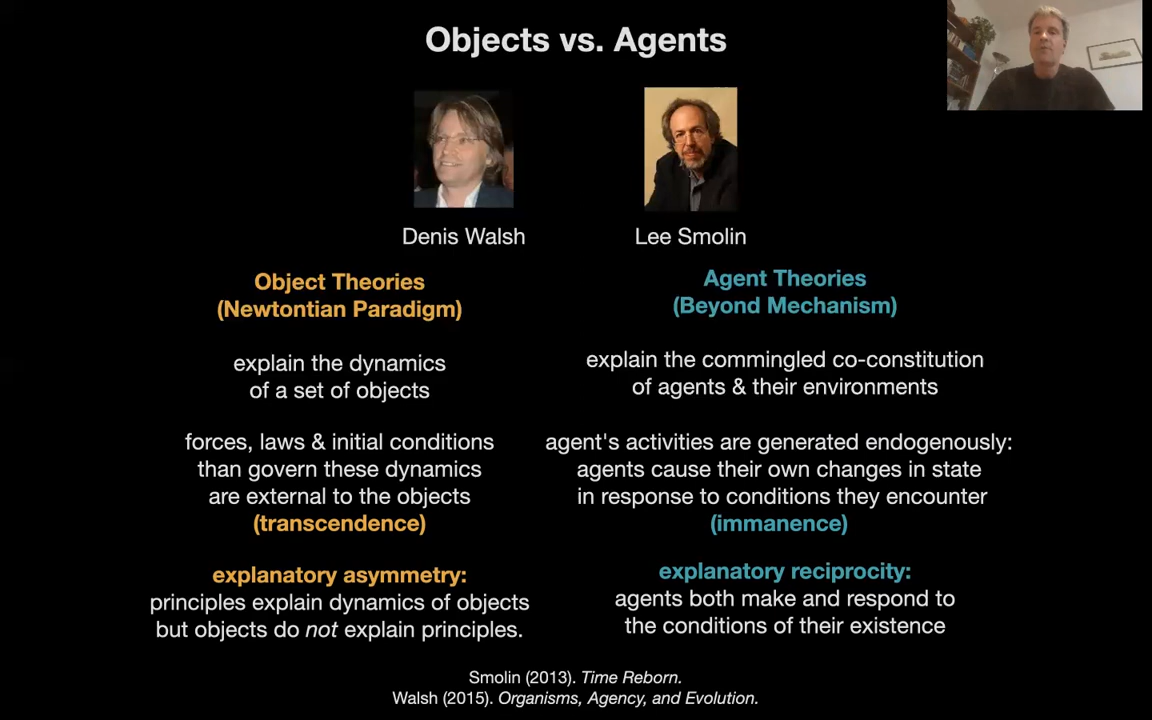 Objects vs. Agents
Denis Walsh
Lee Smolin
Object Theories
(Newtontian Paradigm)
explain the dynamics
of a set of objects
forces, laws & initial conditions
than govern these dynamics
are external to the objects
(transcendence)
explanatory asymmetry:
principles explain dynamics of objects
but objects do not explain principles.
Agent Theories
(Beyond Mechanism)
explain the commingled co-constitution
of agents & their environments
agent's activities are generated endogenously:
agents cause their own changes in state
in response to conditions they encounter
(immanence)
explanatory reciprocity:
agents both make and respond to
the conditions of their existence
Smolin (2013). Time Reborn.
Walsh (2015). Organisms, Agency, and Evolution.